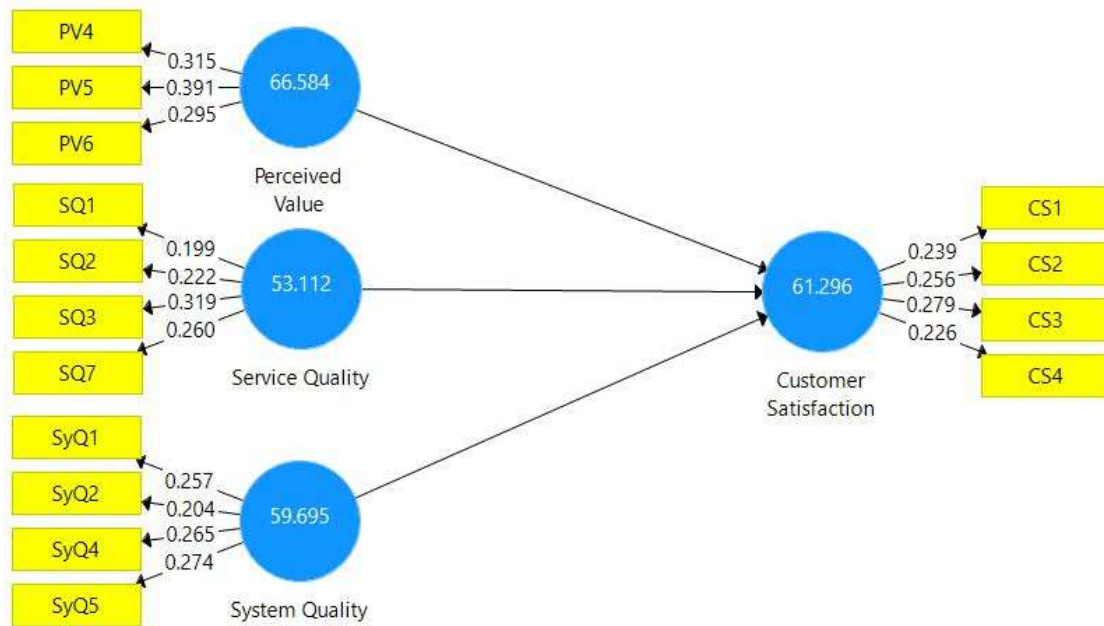 PV4
0.315
PV5
0.391
66.584
PV6
0.295
Perceived
Value
SQ1
0.199
SQ2
0.222
53.112
SQ3
0.319
0.260
SQ7
Service Quality
SyQ1
0.257
SyQ2
0.204
59.695
SyQ4
0.265
0.274
SyQ5
System Quality
61.296
Customer
Satisfaction
CS1
0.239
CS2
0.256
0.279
CS3
0.226
CS4